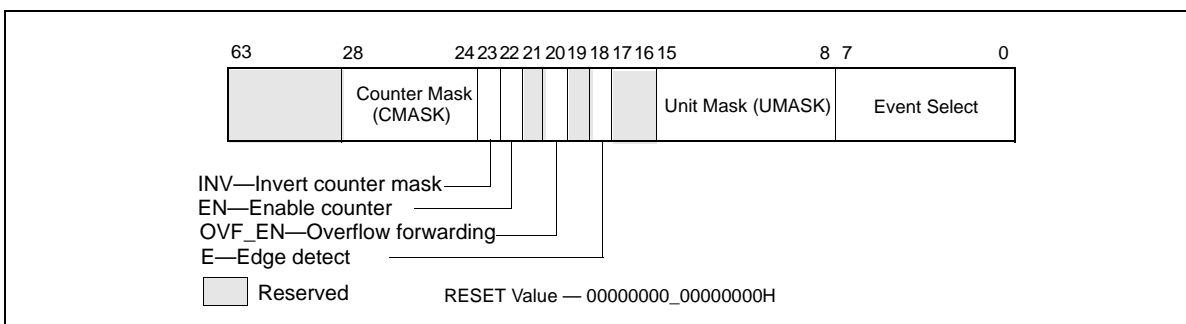 63 28 24 23 22 21 20 19 18 17 16 15 8 7 0
Counter Mask
(CMASK)
Unit Mask (UMASK)
Event Select
INV—Invert counter mask
EN—Enable counter
OVF_EN—Overflow forwarding
E—Edge detect
Reserved
RESET Value — 00000000_00000000H